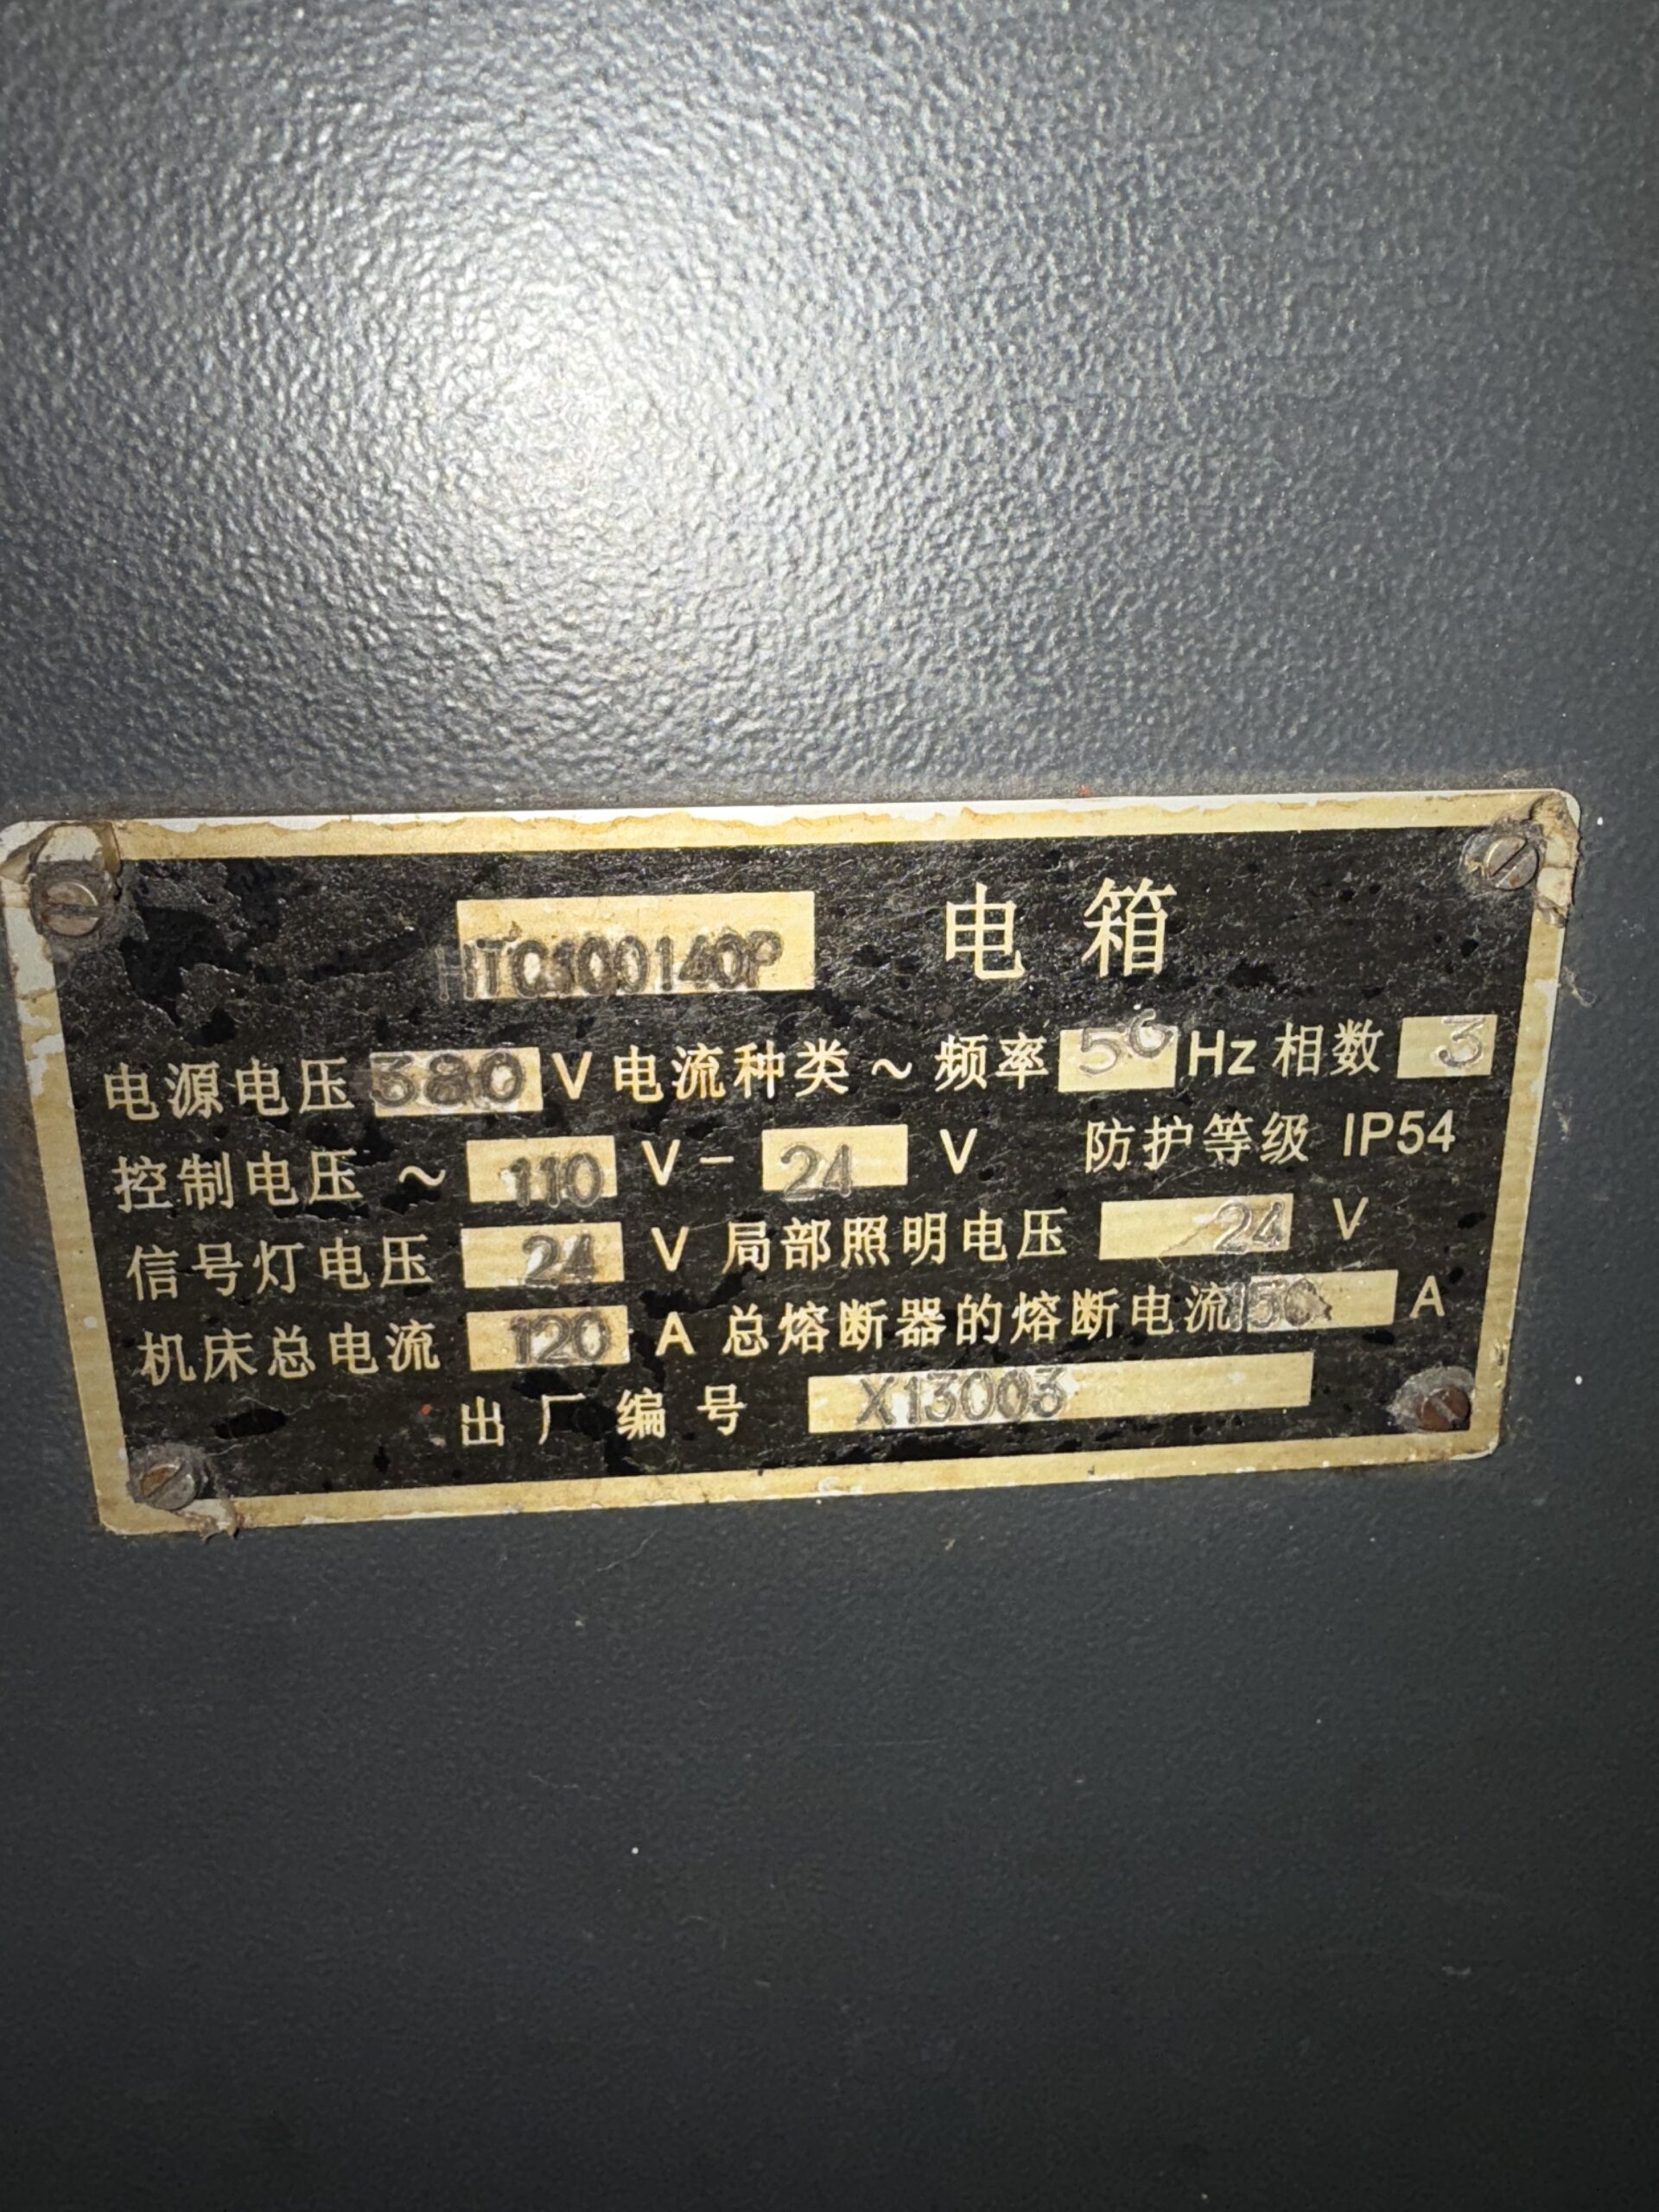 HTC100140P 电箱
电源电压 380 V 电流种类 ~ 频率 50 Hz 相数 3
控制电压 ~ 110 V - 24 V 防护等级 IP54
信号灯电压 24 V 局部照明电压 24 V
机床总电流 120 A 总熔断器的熔断电流 150 A
出厂编号 X13003